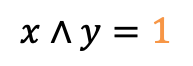 x ∧ y = 1